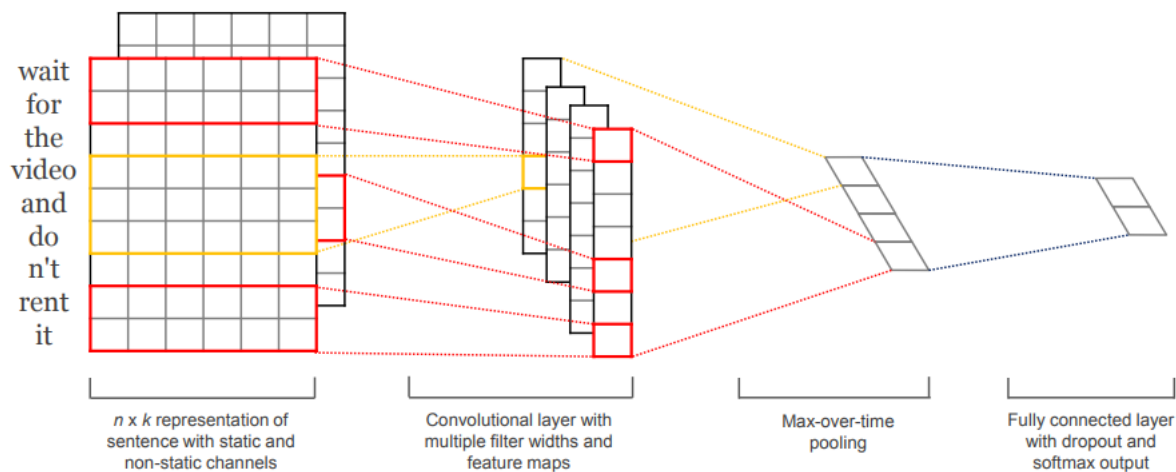 wait
for
the
video
and
do
n't
rent
it
n x k representation of
sentence with static and
non-static channels
Convolutional layer with
multiple filter widths and
feature maps
Max-over-time
pooling
Fully connected layer
with dropout and
softmax output